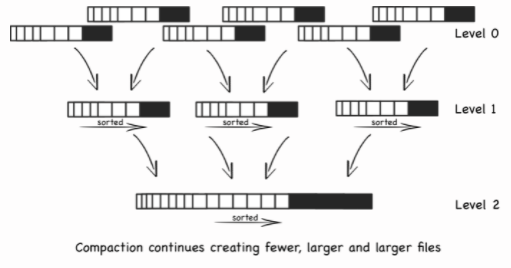 Level 0
Level 1
sorted
sorted
sorted
Level 2
sorted
Compaction continues creating fewer, larger and larger files